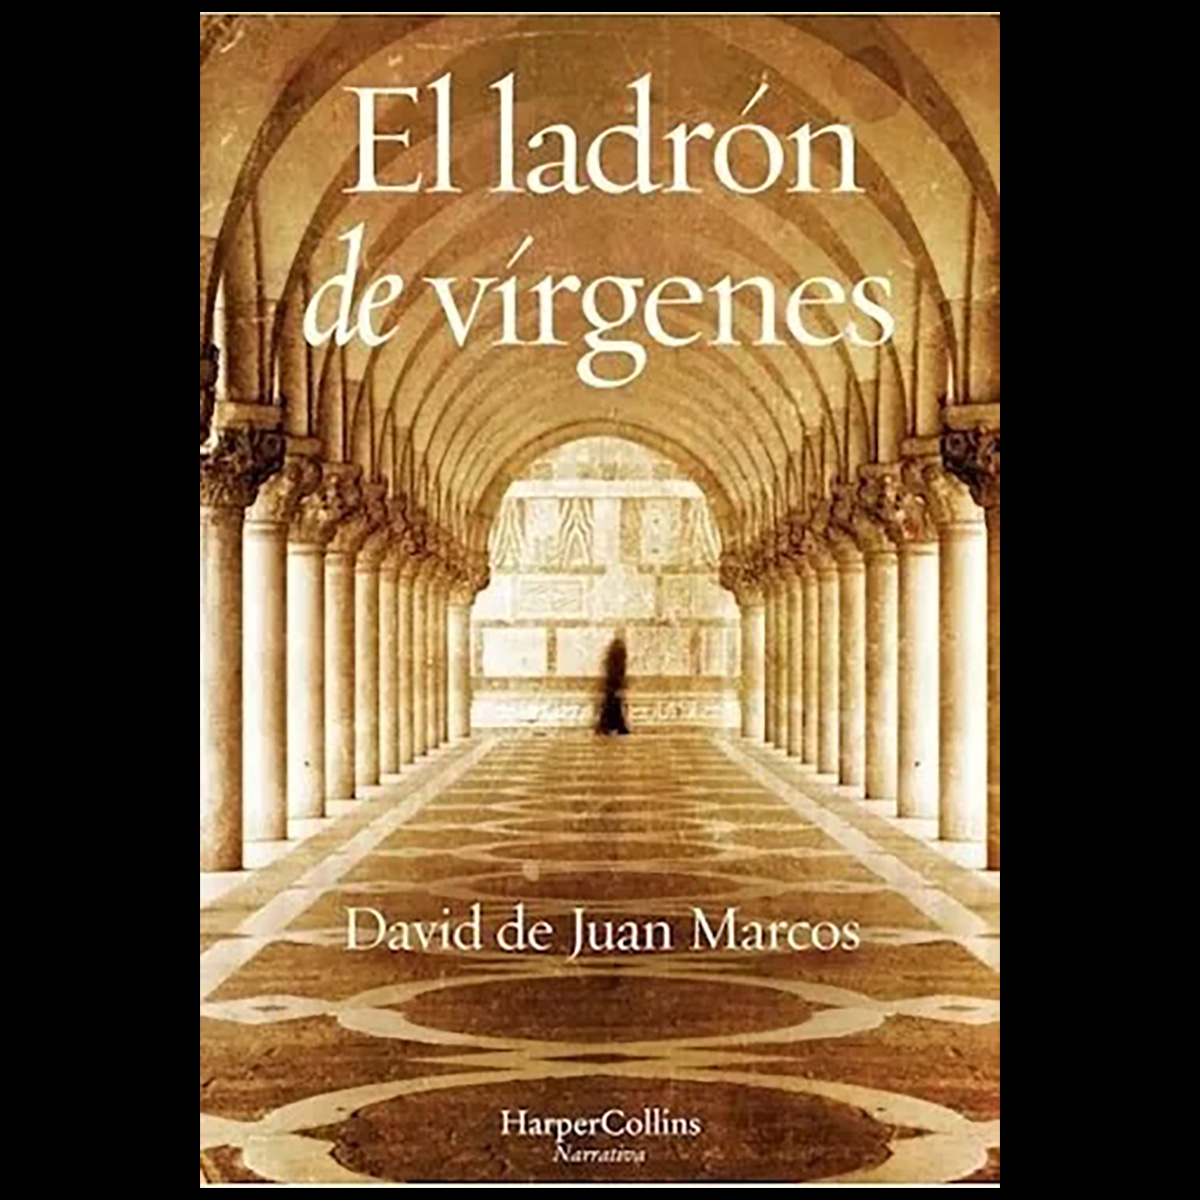 El ladrón
de vírgenes
David de Juan Marcos
HarperCollins
Narrativa